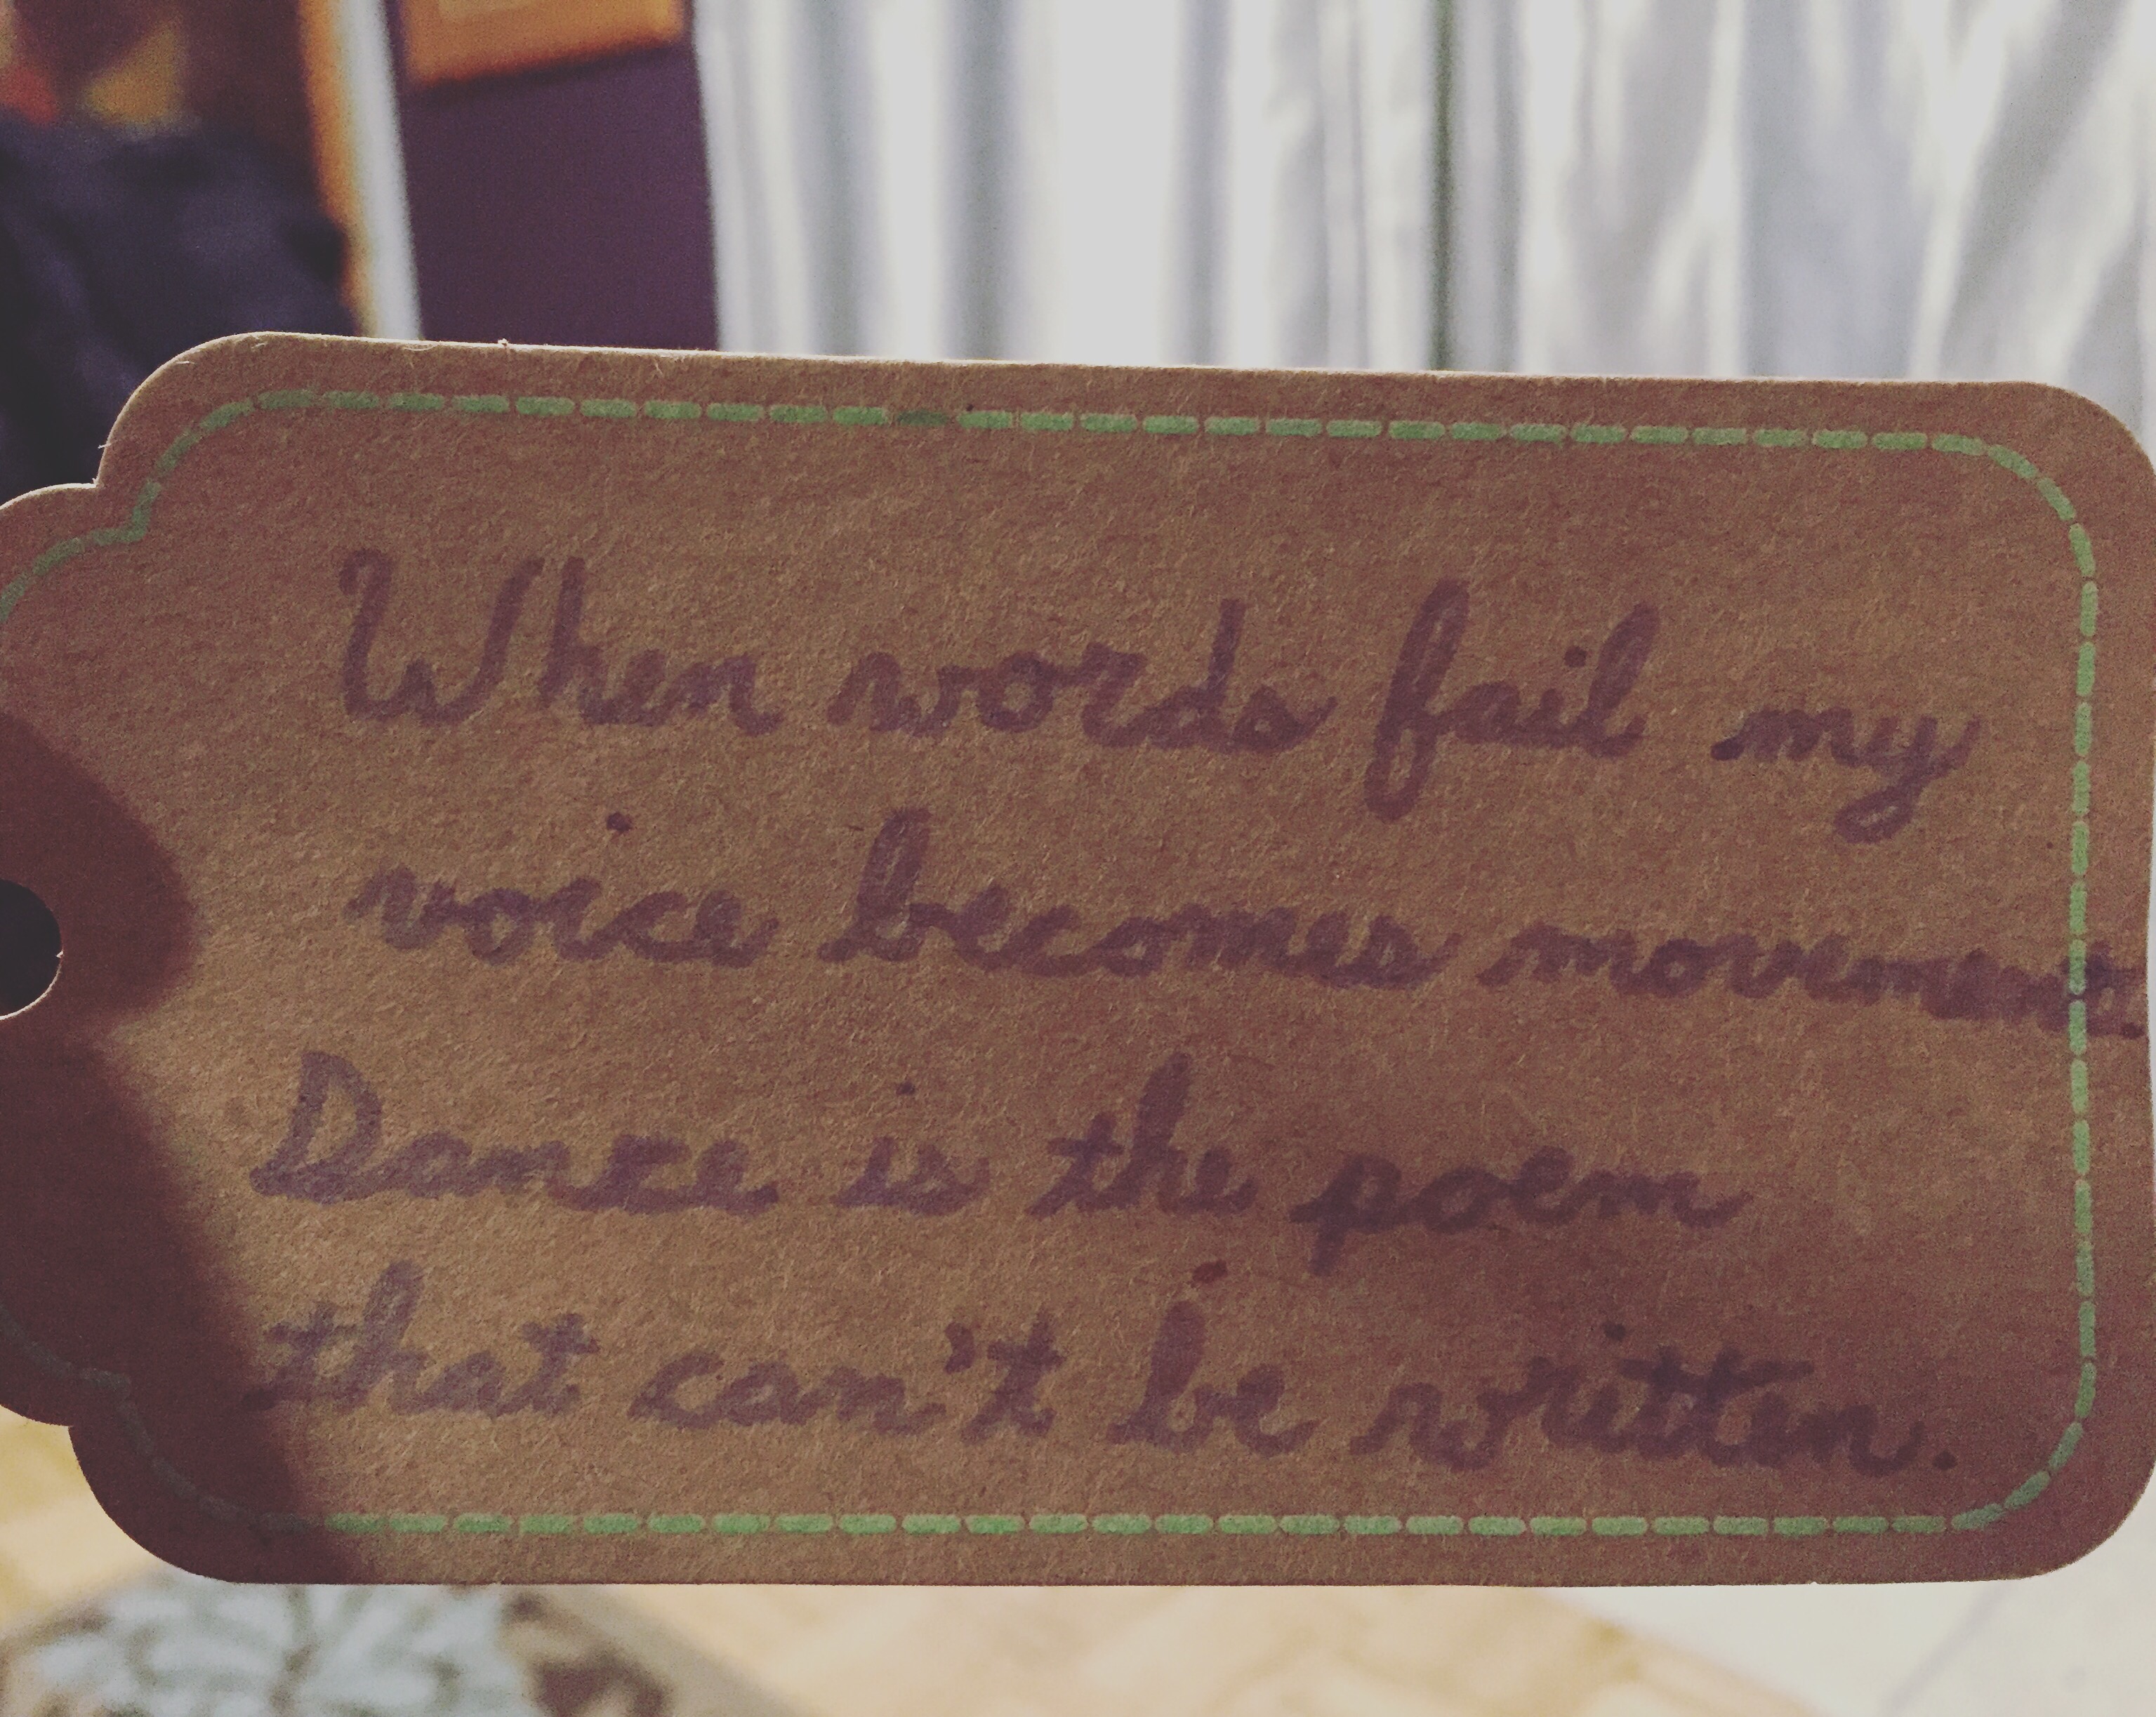 When words fail my
voice becomes movement.
Dance is the poem
that can't be written.